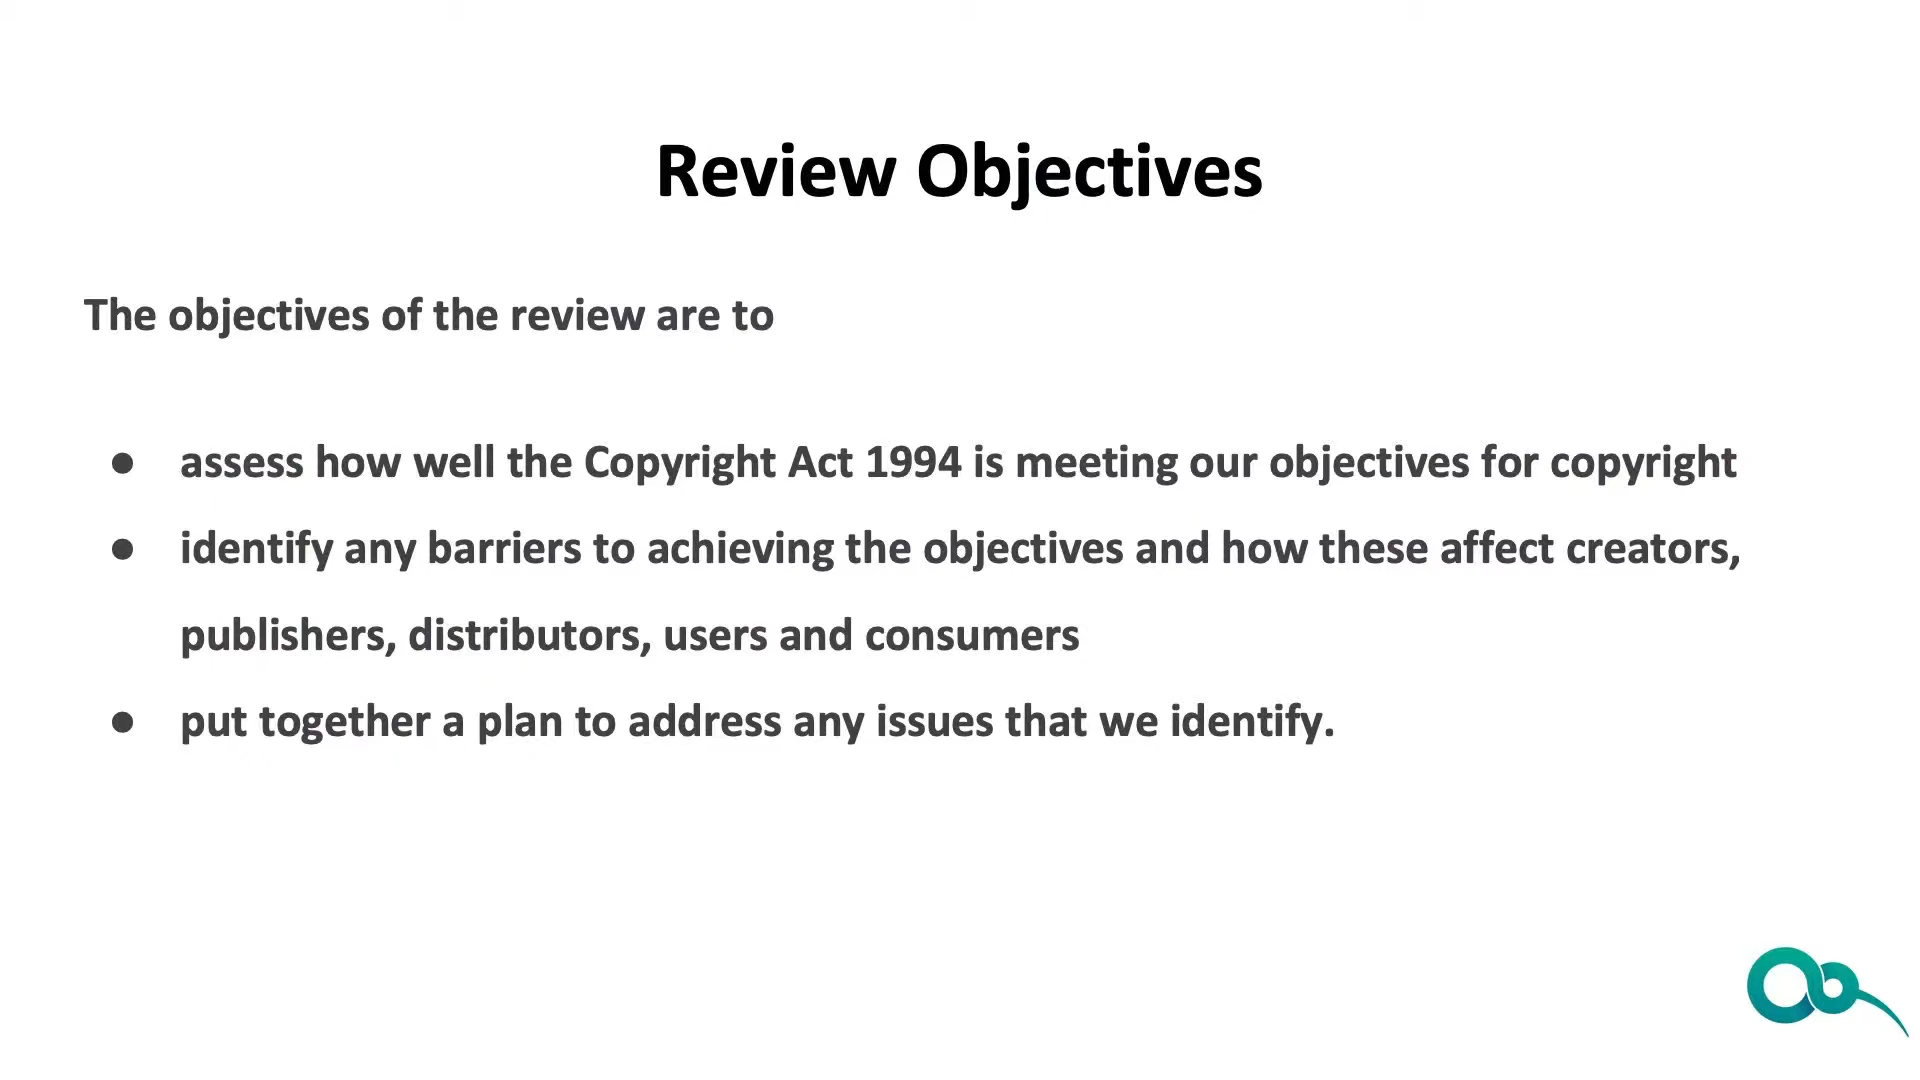 Review Objectives
The objectives of the review are to
● assess how well the Copyright Act 1994 is meeting our objectives for copyright
● identify any barriers to achieving the objectives and how these affect creators,
publishers, distributors, users and consumers
● put together a plan to address any issues that we identify.